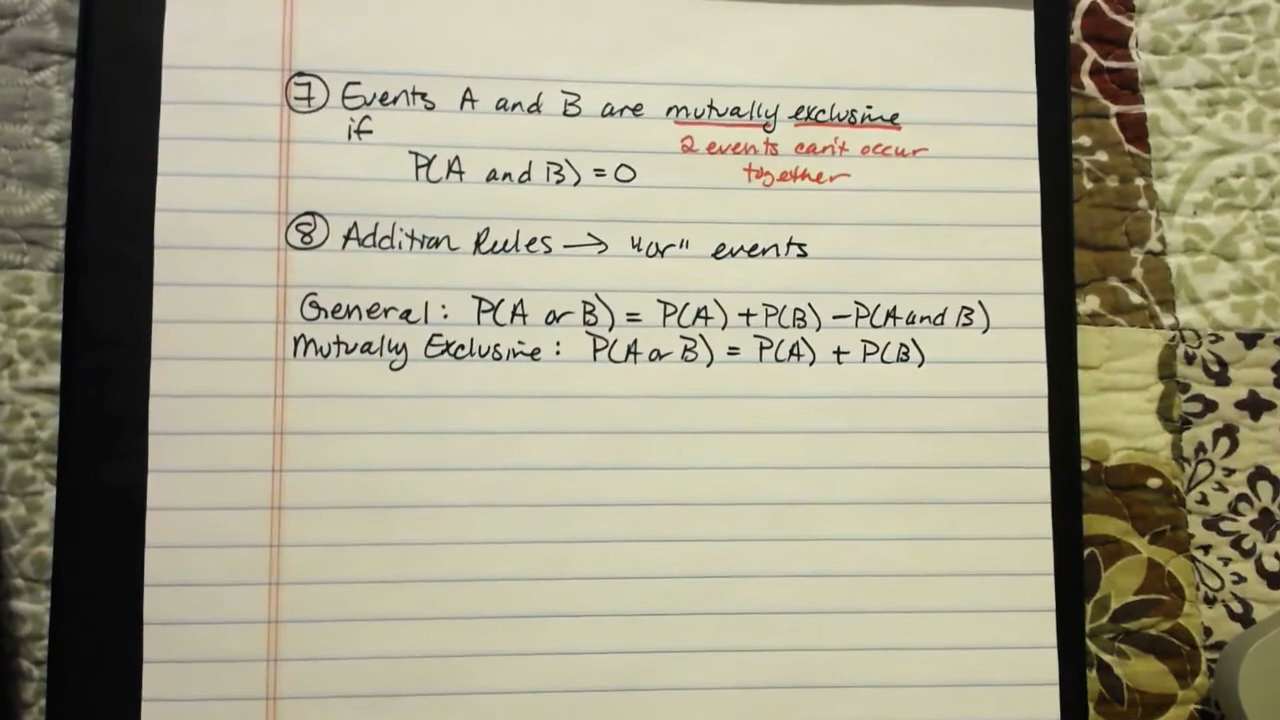 ⑦ Events A and B are mutually exclusive
if
2 events can't occur
together
P(A and B) = 0
⑧ Addition Rules → "or" events
General: P(A or B) = P(A) + P(B) - P(A and B)
Mutually Exclusive: P(A or B) = P(A) + P(B)